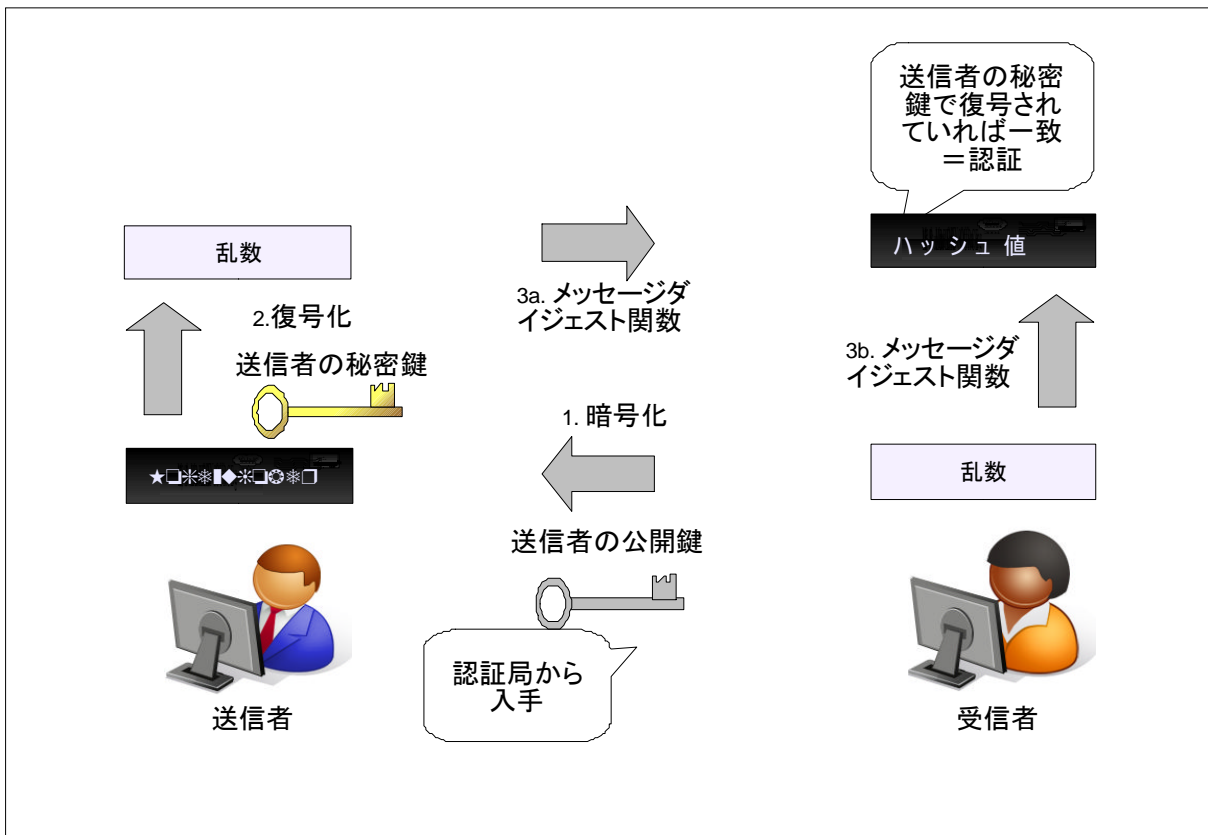 送信者の秘密
鍵で復号され
ていれば一致
＝認証
乱数
ハッシュ値
3a. メッセージダ
イジェスト関数
2.復号化
送信者の秘密鍵
3b. メッセージダ
イジェスト関数
1. 暗号化
乱数
送信者の公開鍵
認証局から
入手
送信者
受信者